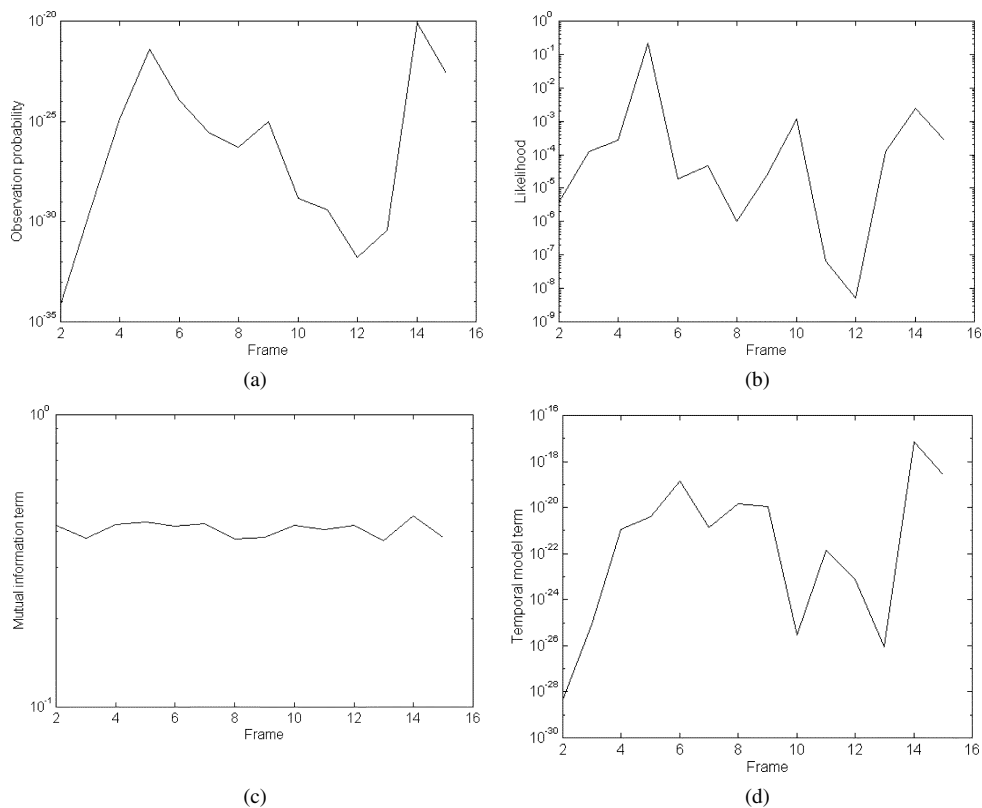 10^-20
10^-25
10^-30
10^-35
Observation probability
2 4 6 8 10 12 14 16
Frame
(a)
10^0
10^-1
10^-2
10^-3
10^-4
10^-5
10^-6
10^-7
10^-8
10^-9
Likelihood
2 4 6 8 10 12 14 16
Frame
(b)
10^0
10^-1
Mutual information term
2 4 6 8 10 12 14 16
Frame
(c)
10^-16
10^-18
10^-20
10^-22
10^-24
10^-26
10^-28
10^-30
Temporal model term
2 4 6 8 10 12 14 16
Frame
(d)